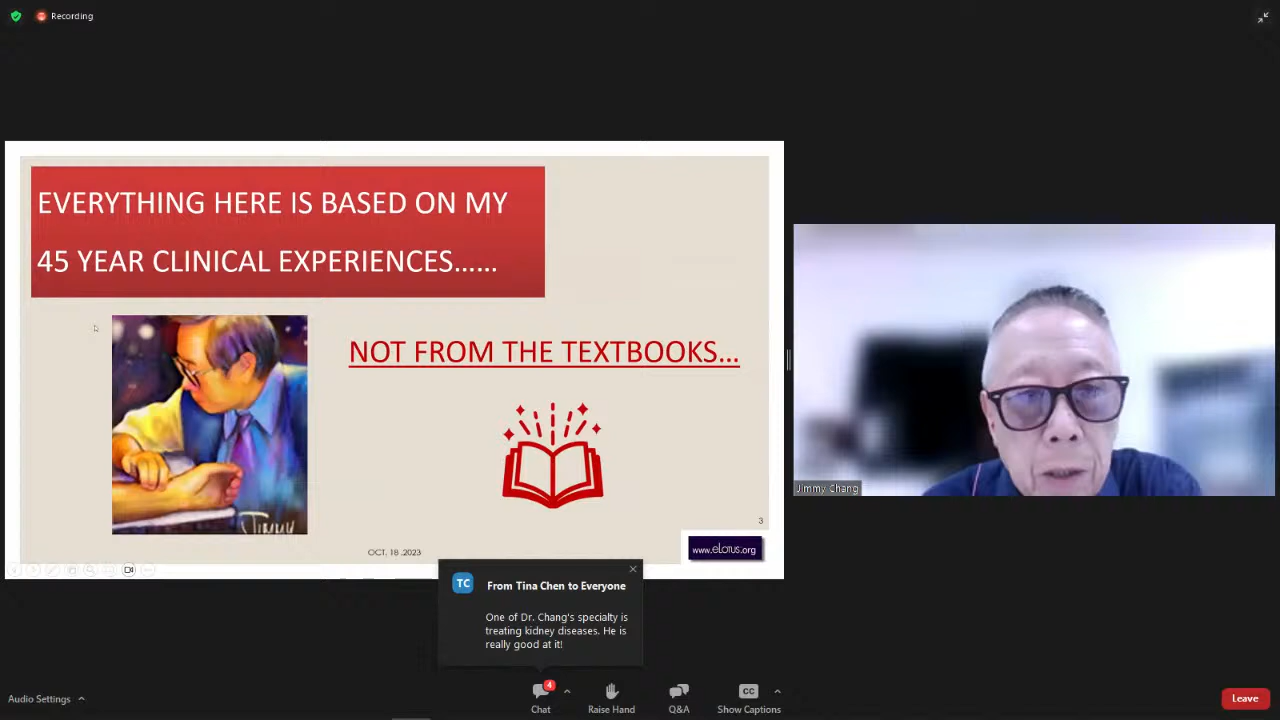 Recording
EVERYTHING HERE IS BASED ON MY
45 YEAR CLINICAL EXPERIENCES......
NOT FROM THE TEXTBOOKS...
Jimmy
3
OCT, 18 ,2023
www.eLotus.org
Jimmy Chang
TC
From Tina Chen to Everyone
One of Dr. Chang's specialty is
treating kidney diseases. He is
really good at it!
Audio Settings
4
Chat
Raise Hand
Q&A
CC
Show Captions
Leave